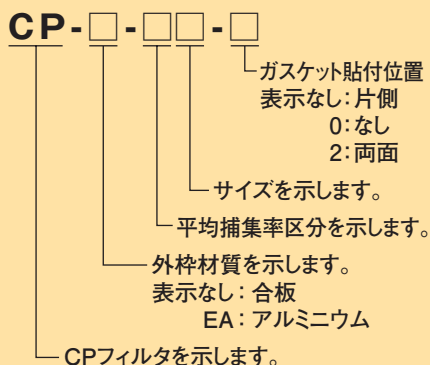 CP-□-□□-□
ガスケット貼付位置
表示なし：片側
0：なし
2：両面
サイズを示します。
平均捕集率区分を示します。
外枠材質を示します。
表示なし：合板
EA：アルミニウム
CPフィルタを示します。